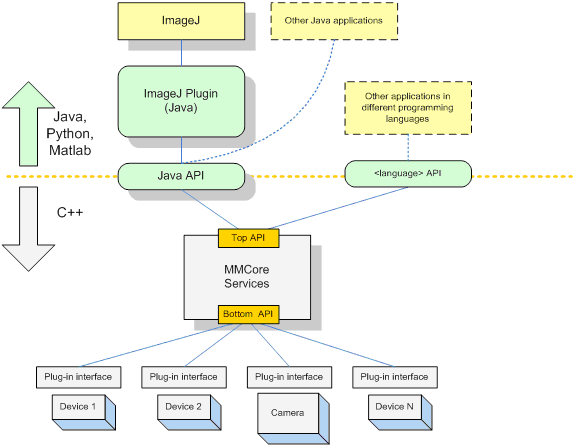 ImageJ
Other Java applications
ImageJ Plugin
(Java)
Other applications in
different programming
languages
Java,
Python,
Matlab
Java API
<language> API
C++
Top API
MMCore
Services
Bottom API
Plug-in interface
Plug-in interface
Plug-in interface
Plug-in interface
Device 1
Device 2
Camera
Device N